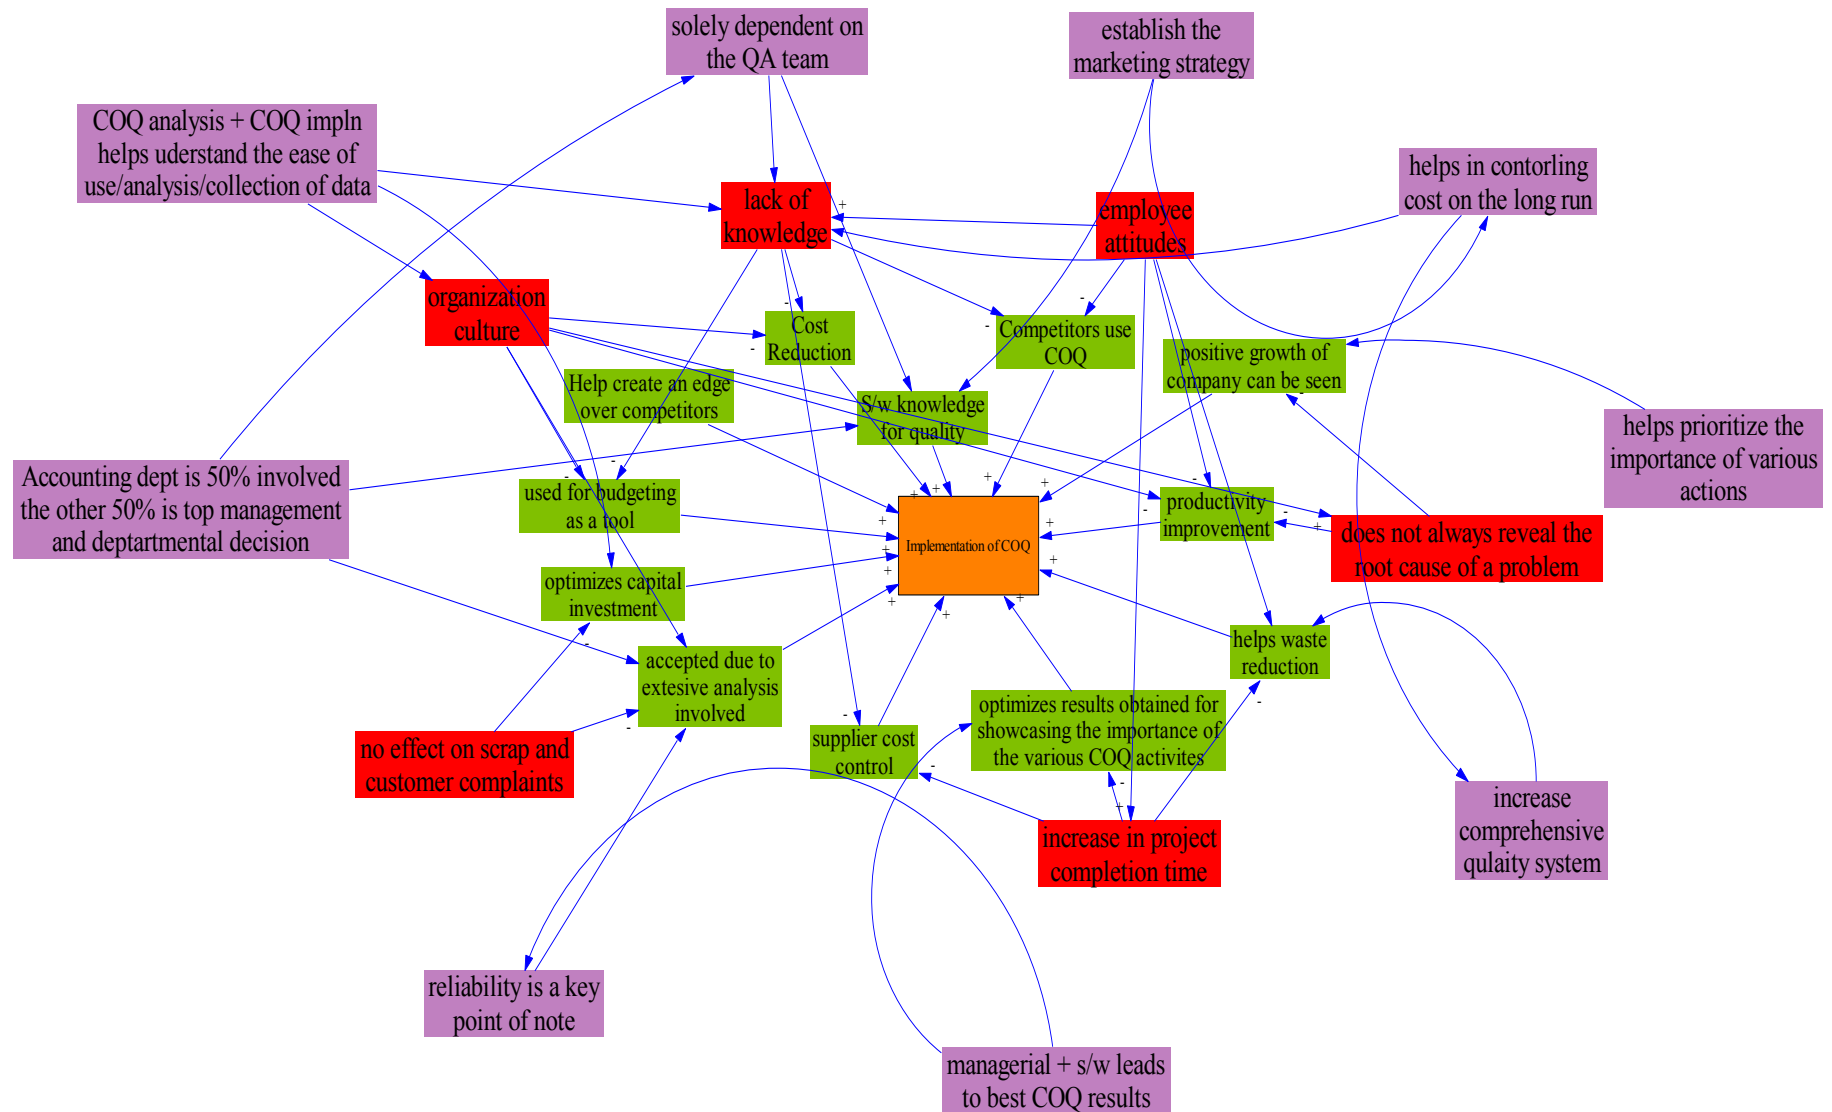 solely dependent on
the QA team
establish the
marketing strategy
COQ analysis + COQ impln
helps uderstand the ease of
use/analysis/collection of data
helps in contorling
cost on the long run
lack of
knowledge
+
employee
attitudes
organization
culture
-
-
Cost
Reduction
-
-
Competitors use
COQ
positive growth of
company can be seen
Help create an edge
over competitors
S/w knowledge
for quality
-
helps prioritize the
importance of various
actions
Accounting dept is 50% involved
the other 50% is top management
and deptartmental decision
-
-
used for budgeting
as a tool
+
+
+
+
+
-
-
productivity
improvement
-
+
does not always reveal the
root cause of a problem
+
+
+
Implementation of COQ
+
+
optimizes capital
investment
+
+
+
+
-
accepted due to
extesive analysis
involved
helps waste
reduction
-
-
no effect on scrap and
customer complaints
-
supplier cost
control
-
optimizes results obtained for
showcasing the importance of
the various COQ activites
-
+
increase in project
completion time
increase
comprehensive
qulaity system
reliability is a key
point of note
managerial + s/w leads
to best COQ results